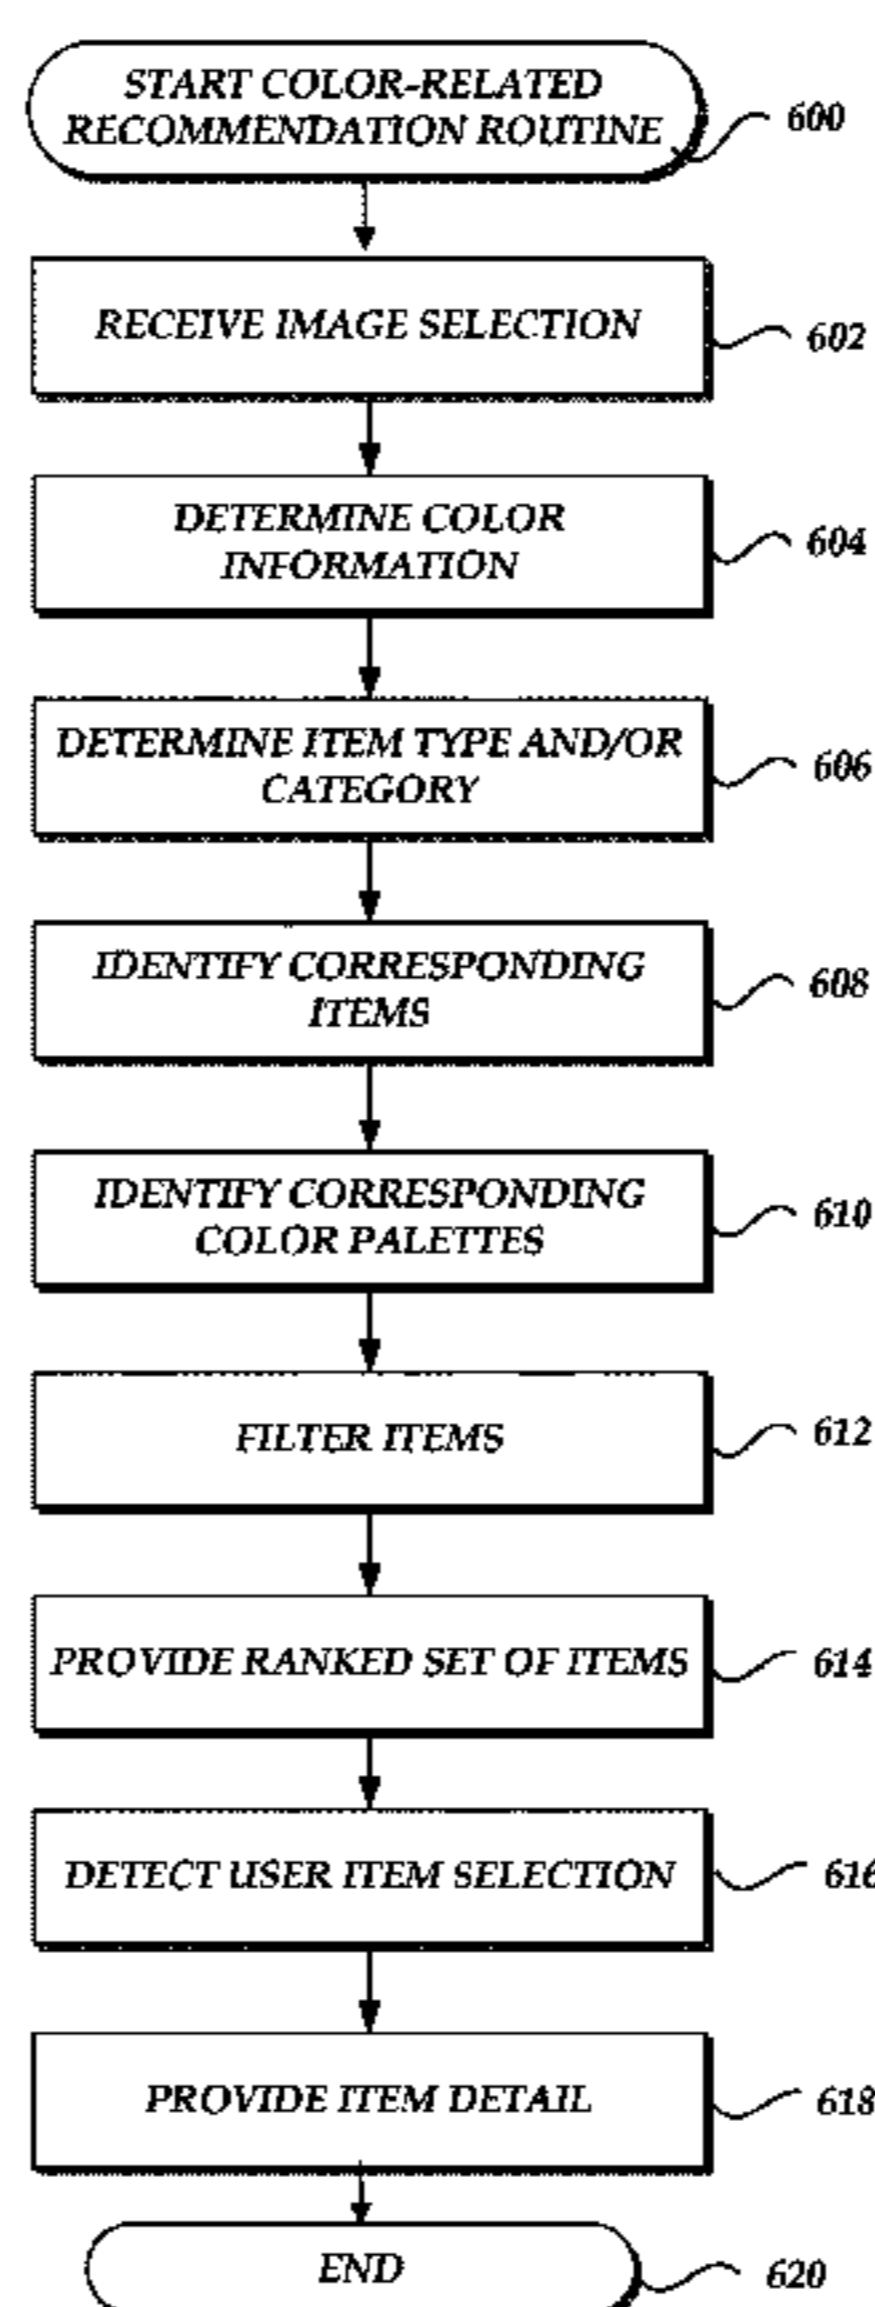 START COLOR-RELATED
RECOMMENDATION ROUTINE
600
RECEIVE IMAGE SELECTION
602
DETERMINE COLOR
INFORMATION
604
DETERMINE ITEM TYPE AND/OR
CATEGORY
606
IDENTIFY CORRESPONDING
ITEMS
608
IDENTIFY CORRESPONDING
COLOR PALETTES
610
FILTER ITEMS
612
PROVIDE RANKED SET OF ITEMS
614
DETECT USER ITEM SELECTION
616
PROVIDE ITEM DETAIL
618
END
620